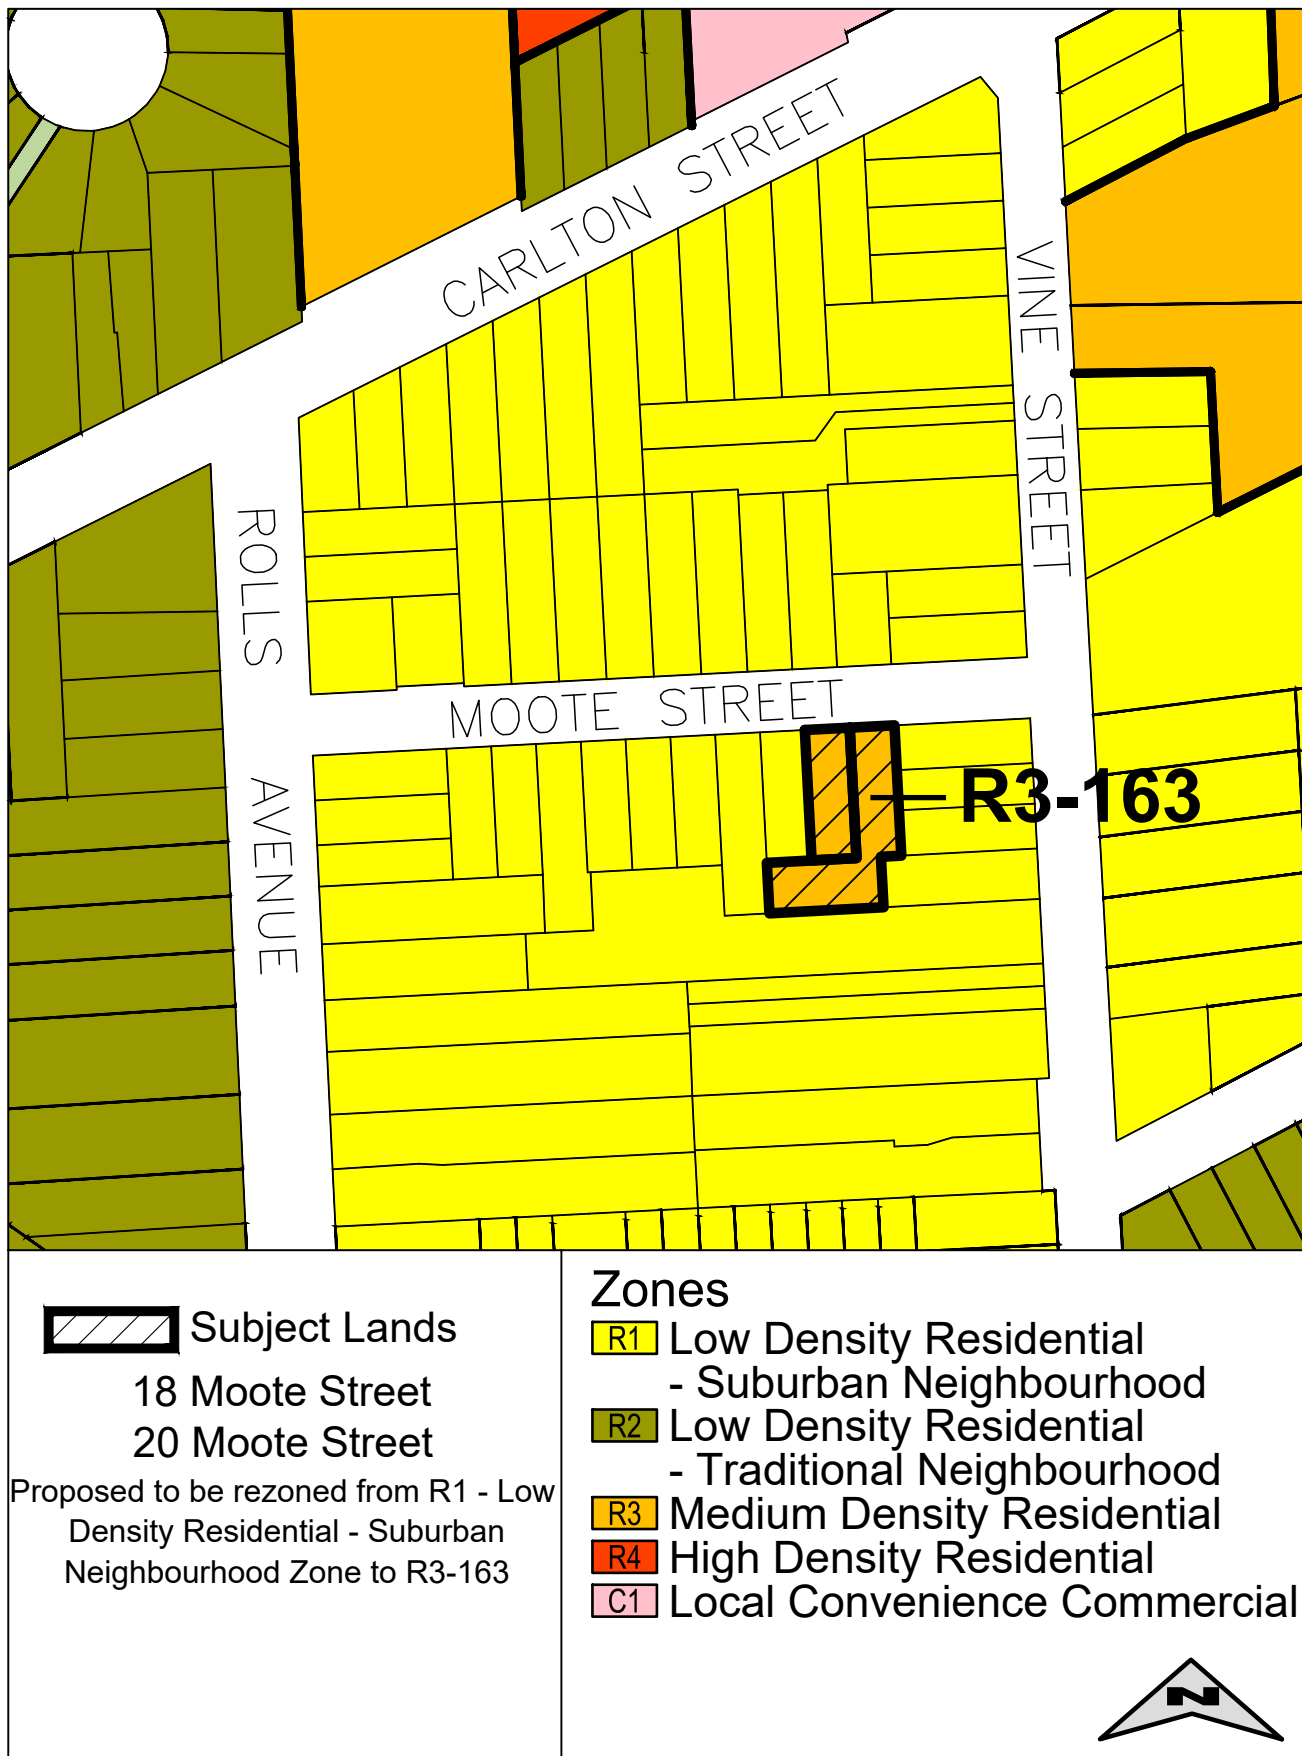 CARLTON STREET
VINE STREET
ROLLS AVENUE
MOOTE STREET
R3-163
Subject Lands
18 Moote Street
20 Moote Street
Proposed to be rezoned from R1 - Low
Density Residential - Suburban
Neighbourhood Zone to R3-163
Zones
R1 Low Density Residential
- Suburban Neighbourhood
R2 Low Density Residential
- Traditional Neighbourhood
R3 Medium Density Residential
R4 High Density Residential
C1 Local Convenience Commercial
N